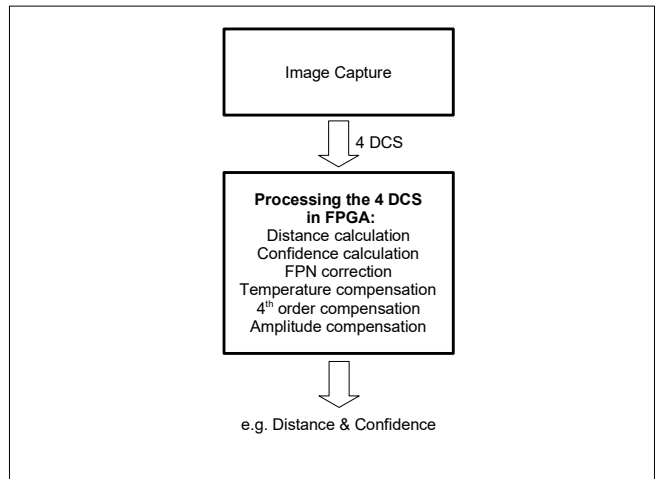 Image Capture
4 DCS
Processing the 4 DCS
in FPGA:
Distance calculation
Confidence calculation
FPN correction
Temperature compensation
4th order compensation
Amplitude compensation
e.g. Distance & Confidence